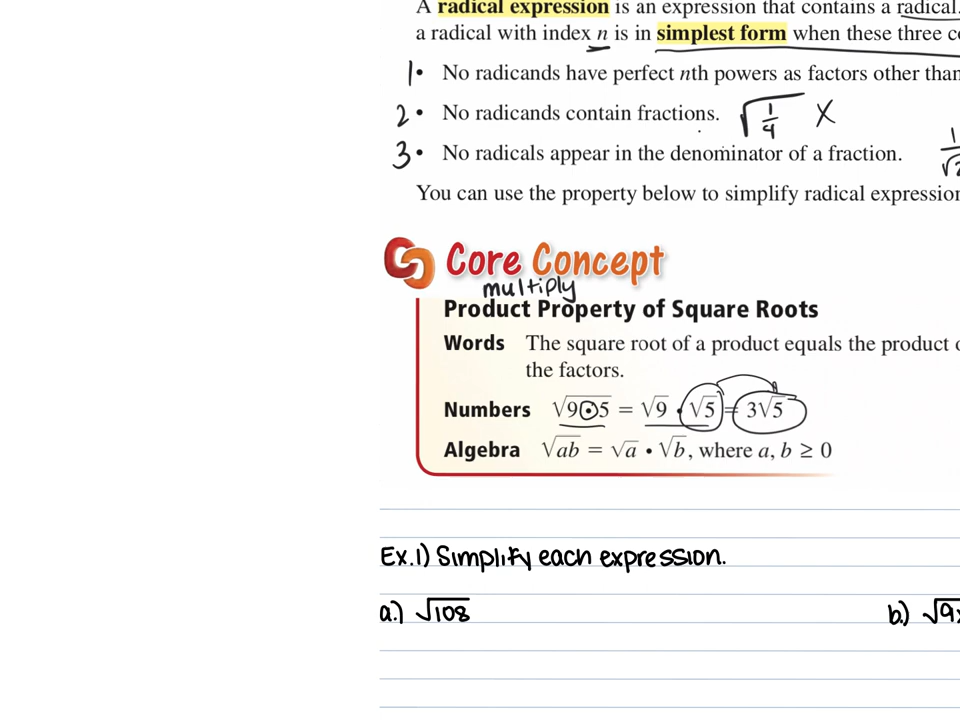 A radical expression is an expression that contains a radical.
a radical with index n is in simplest form when these three
1• No radicands have perfect nth powers as factors other than
2• No radicands contain fractions. √1/4 X
3• No radicals appear in the denominator of a fraction. 1/√2
You can use the property below to simplify radical
Core Concept
multiply
Product Property of Square Roots
Words The square root of a product equals the product
the factors.
Numbers √9•5 = √9 • √5 = 3√5
Algebra √ab = √a • √b, where a, b ≥ 0
Ex.1) Simplify each expression.
a.) √108 b.) √9